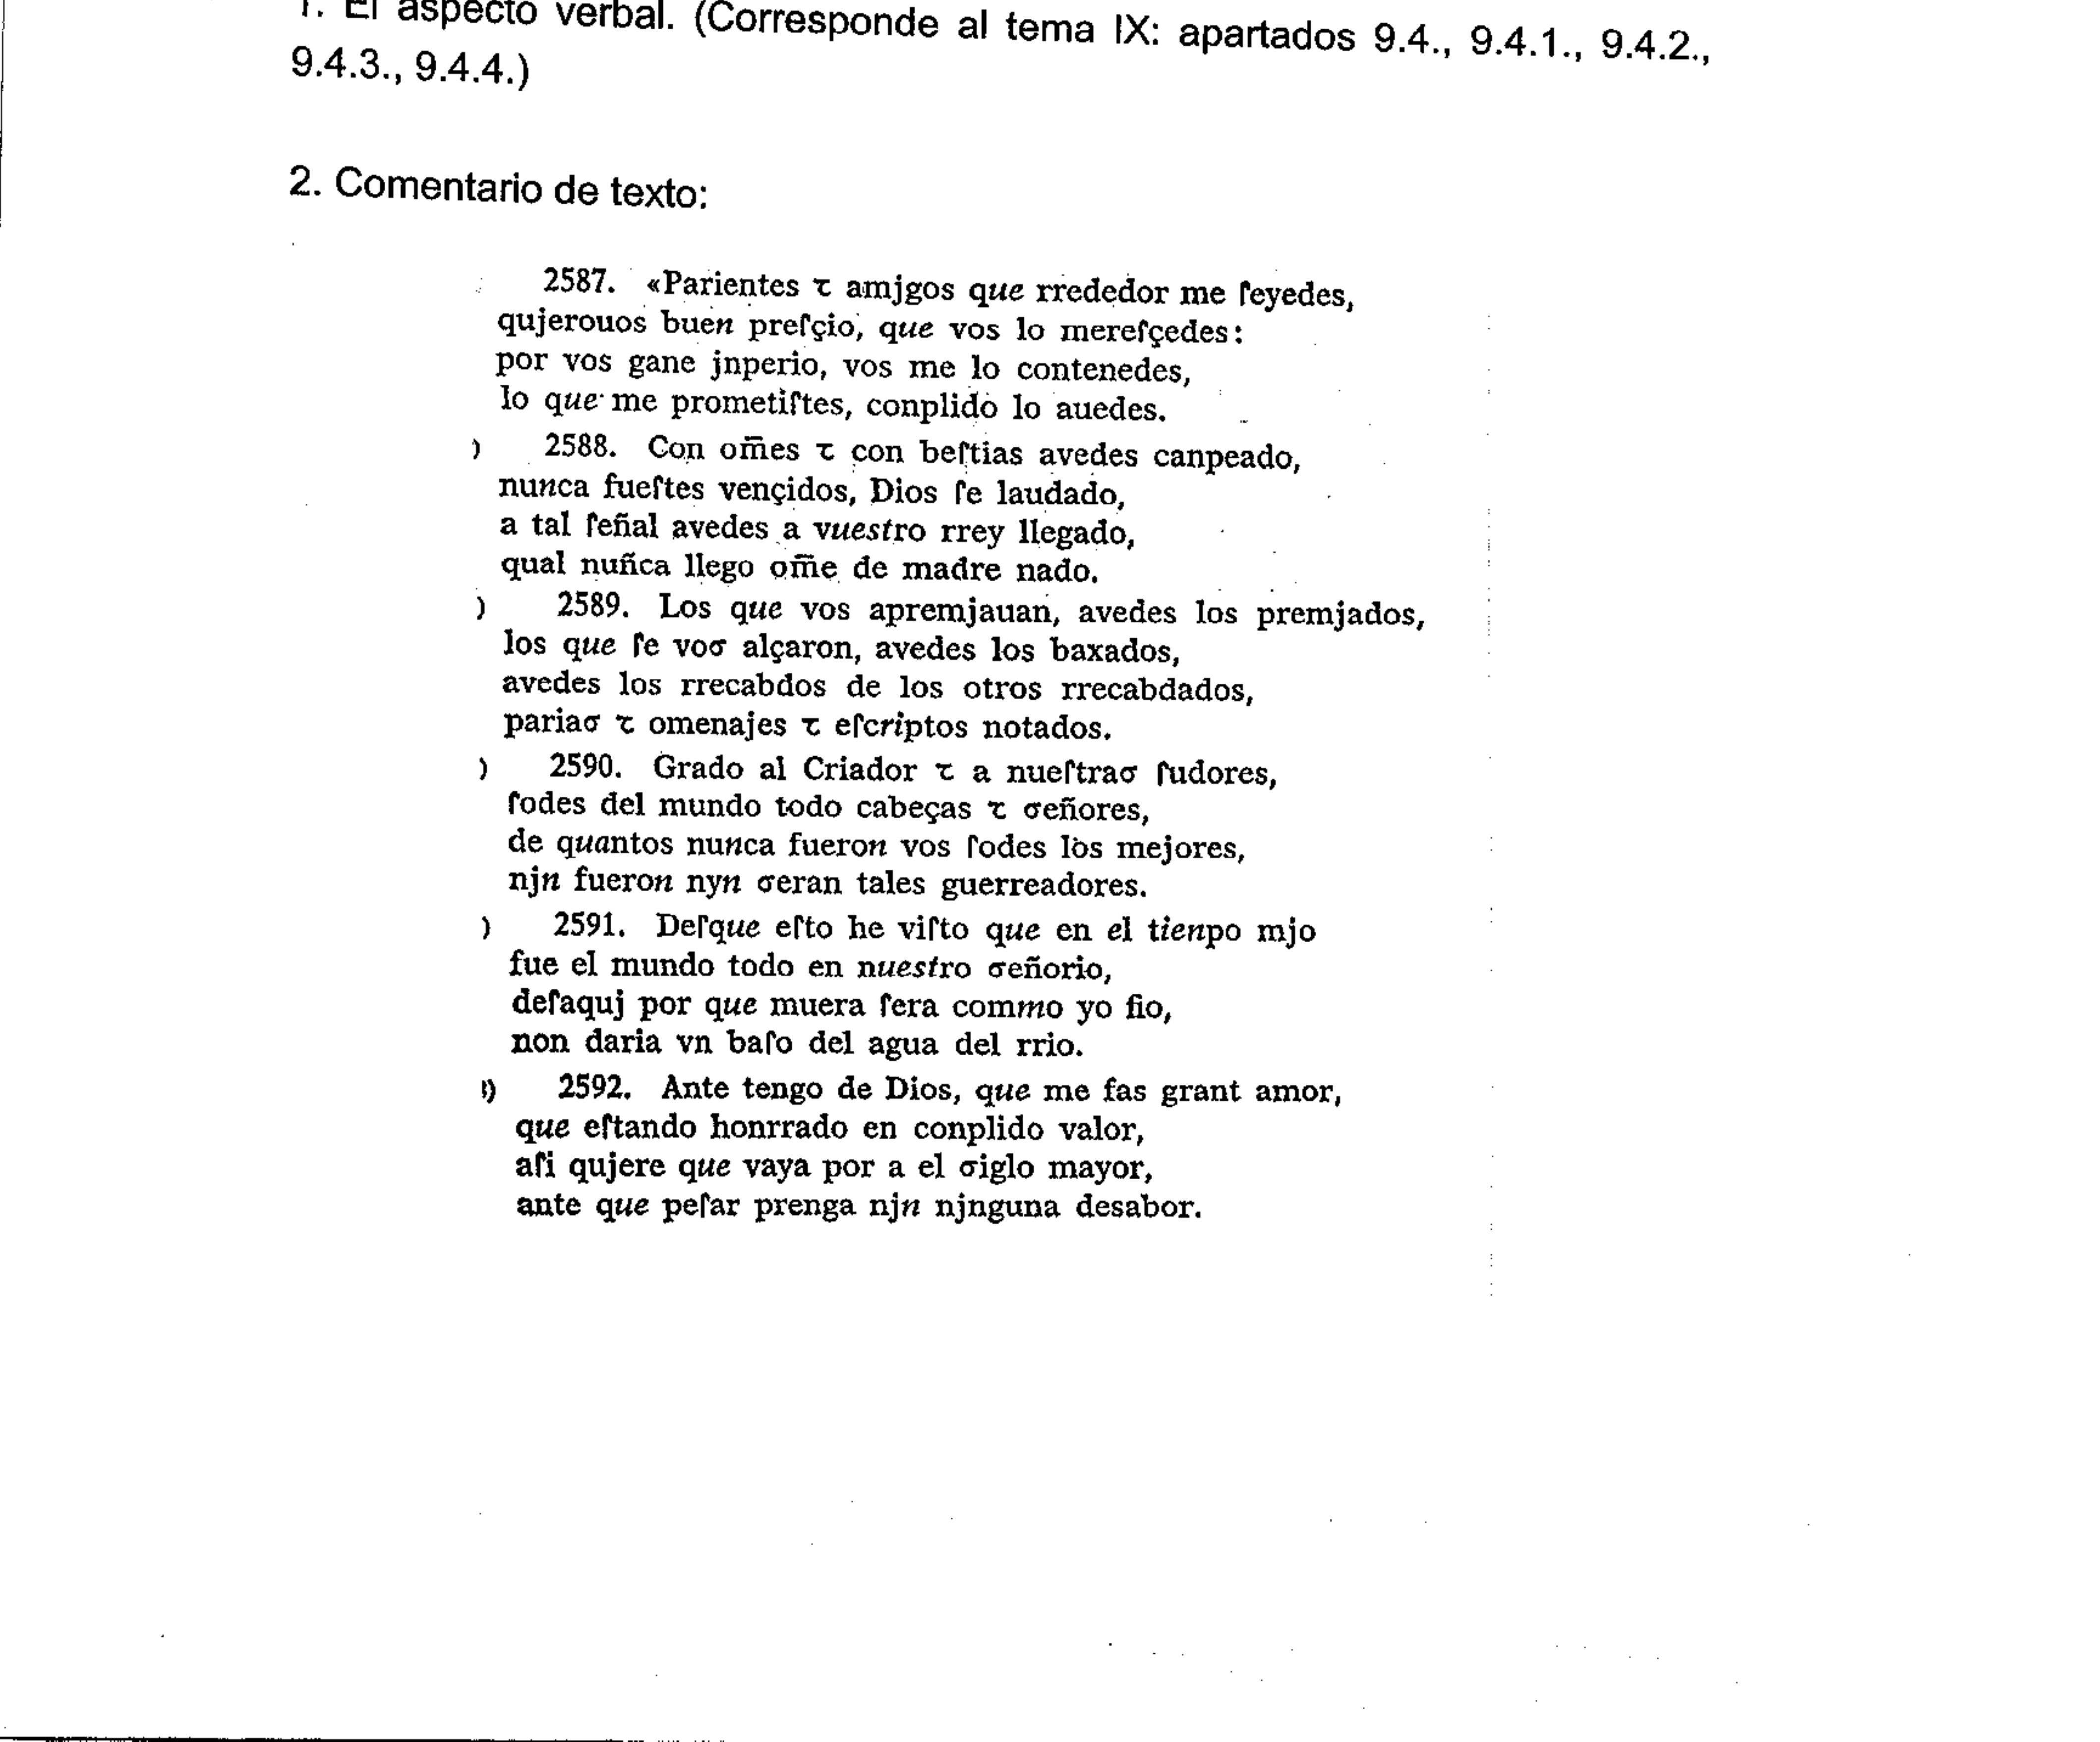 1. El aspecto verbal. (Corresponde al tema IX: apartados 9.4., 9.4.1., 9.4.2.,
9.4.3., 9.4.4.)
2. Comentario de texto:
2587. «Parientes τ amjgos que rrededor me ſeyedes,
qujerouos buen preſçio, que vos lo mereſçedes:
por vos gane jnperio, vos me lo contenedes,
lo que me prometiſtes, conplido lo auedes.
) 2588. Con om̃es τ con beſtias avedes canpeado,
nunca fueſtes vençidos, Dios ſe laudado,
a tal ſeñal avedes a vuestro rrey llegado,
qual nuñca llego om̃e de madre nado.
) 2589. Los que vos apremjauan, avedes los premjados,
los que ſe voσ alçaron, avedes los baxados,
avedes los rrecabdos de los otros rrecabdados,
pariaσ τ omenajes τ eſcriptos notados.
) 2590. Grado al Criador τ a nueſtraσ ſudores,
ſodes del mundo todo cabeças τ σeñores,
de quantos nunca fueron vos ſodes los mejores,
njn fueron nyn σeran tales guerreadores.
) 2591. Deſque eſto he viſto que en el tienpo mjo
fue el mundo todo en nuestro σeñorio,
deſaquj por que muera ſera commo yo fio,
non daria vn baſo del agua del rrio.
) 2592. Ante tengo de Dios, que me fas grant amor,
que eſtando honrrado en conplido valor,
aſi qujere que vaya por a el σiglo mayor,
ante que peſar prenga njn njnguna desabor.